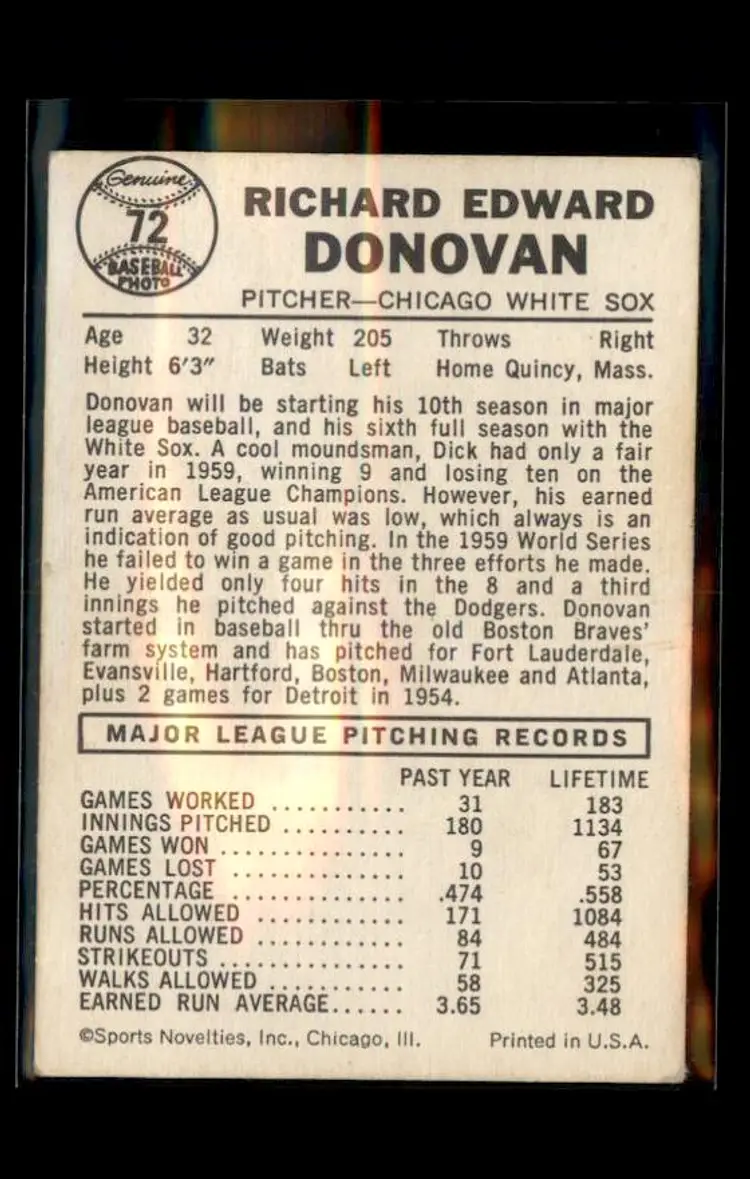 Genuine
72
BASEBALL
PHOTO
RICHARD EDWARD
DONOVAN
PITCHER—CHICAGO WHITE SOX
Age 32 Weight 205 Throws Right
Height 6'3" Bats Left Home Quincy, Mass.
Donovan will be starting his 10th season in major
league baseball, and his sixth full season with the
White Sox. A cool moundsman, Dick had only a fair
year in 1959, winning 9 and losing ten on the
American League Champions. However, his earned
run average as usual was low, which always is an
indication of good pitching. In the 1959 World Series
he failed to win a game in the three efforts he made.
He yielded only four hits in the 8 and a third
innings he pitched against the Dodgers. Donovan
started in baseball thru the old Boston Braves'
farm system and has pitched for Fort Lauderdale,
Evansville, Hartford, Boston, Milwaukee and Atlanta,
plus 2 games for Detroit in 1954.
MAJOR LEAGUE PITCHING RECORDS
PAST YEAR LIFETIME
GAMES WORKED ........... 31 183
INNINGS PITCHED .......... 180 1134
GAMES WON ............... 9 67
GAMES LOST .............. 10 53
PERCENTAGE .............. .474 .558
HITS ALLOWED ............ 171 1084
RUNS ALLOWED ............ 84 484
STRIKEOUTS ............... 71 515
WALKS ALLOWED ........... 58 325
EARNED RUN AVERAGE...... 3.65 3.48
©Sports Novelties, Inc., Chicago, Ill. Printed in U.S.A.